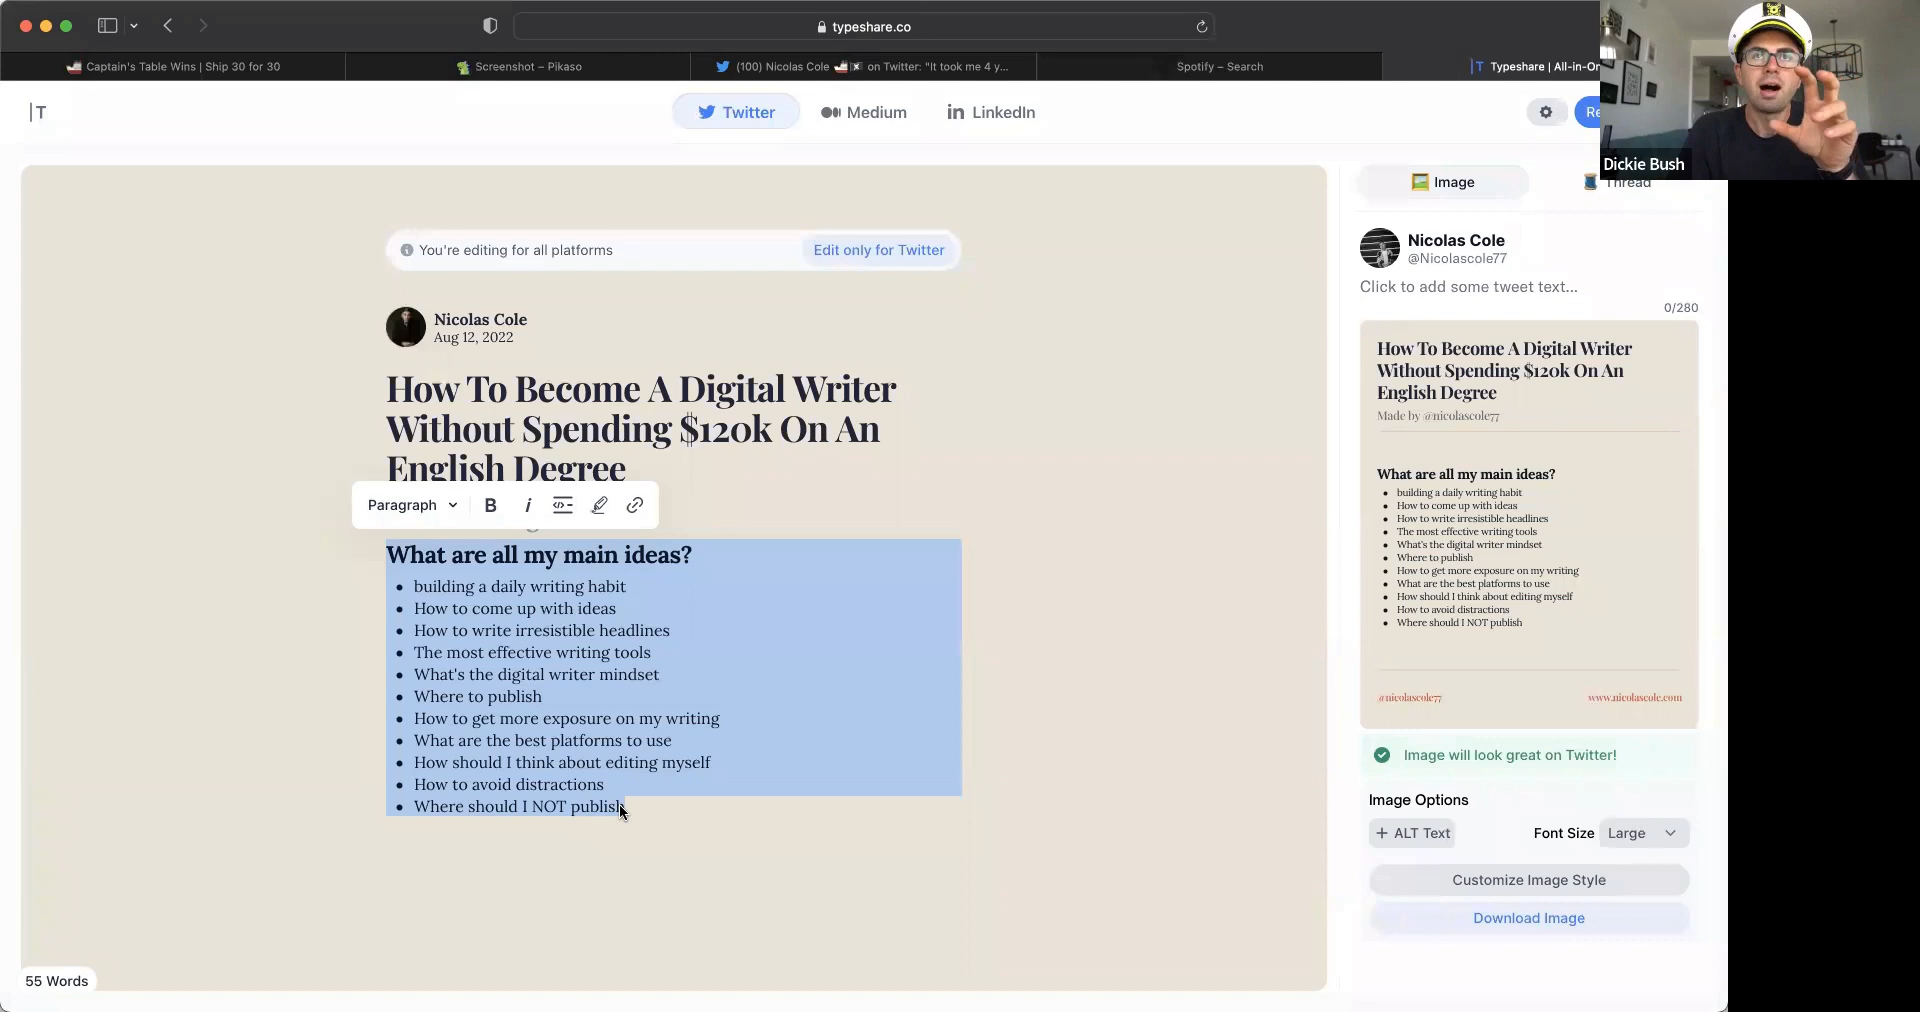 typeshare.co
Captain's Table Wins | Ship 30 for 30
Screenshot – Pikaso
(100) Nicolas Cole on Twitter: "It took me 4 y...
Spotify – Search
Typeshare | All-in-On
|T
Twitter
Medium
LinkedIn
Re
Dickie Bush
You're editing for all platforms
Edit only for Twitter
Nicolas Cole
Aug 12, 2022
How To Become A Digital Writer
Without Spending $120k On An
English Degree
Paragraph
B
i
What are all my main ideas?
• building a daily writing habit
• How to come up with ideas
• How to write irresistible headlines
• The most effective writing tools
• What's the digital writer mindset
• Where to publish
• How to get more exposure on my writing
• What are the best platforms to use
• How should I think about editing myself
• How to avoid distractions
• Where should I NOT publish
55 Words
Image
Thread
Nicolas Cole
@Nicolascole77
Click to add some tweet text...
0/280
How To Become A Digital Writer
Without Spending $120k On An
English Degree
Made by @nicolascole77
What are all my main ideas?
• building a daily writing habit
• How to come up with ideas
• How to write irresistible headlines
• The most effective writing tools
• What's the digital writer mindset
• Where to publish
• How to get more exposure on my writing
• What are the best platforms to use
• How should I think about editing myself
• How to avoid distractions
• Where should I NOT publish
@nicolascole77
www.nicolascole.com
Image will look great on Twitter!
Image Options
+ ALT Text
Font Size
Large
Customize Image Style
Download Image